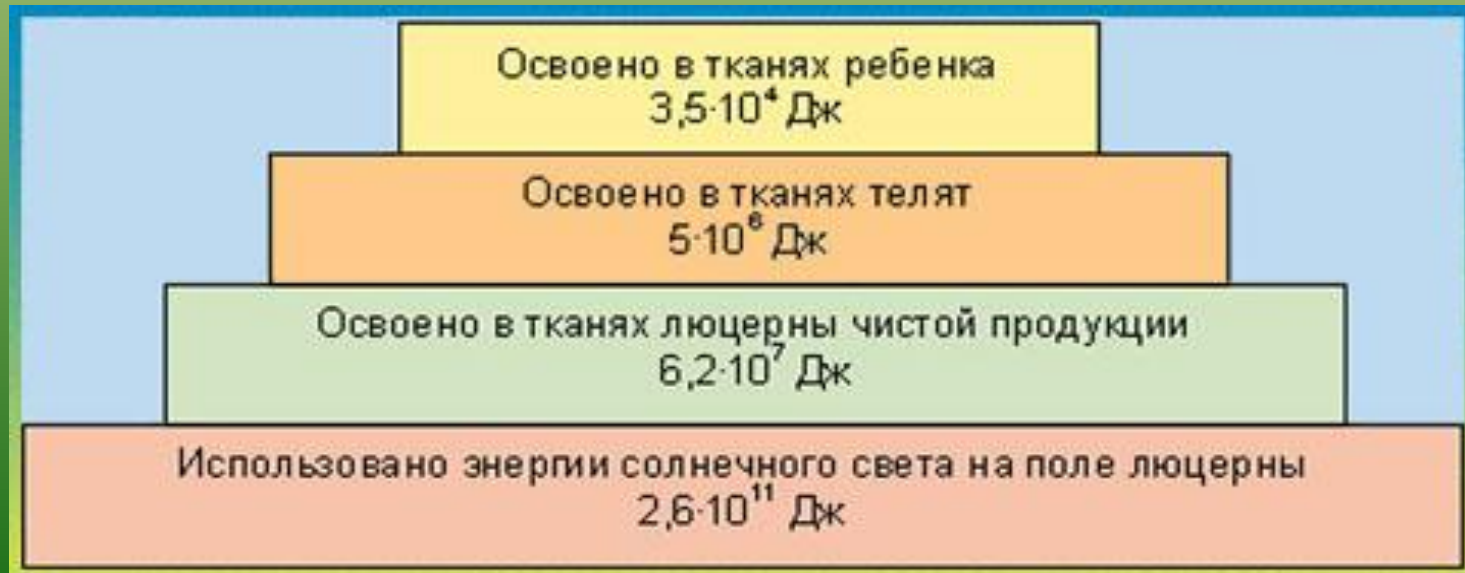 Освоено в тканях ребенка
3,5·10⁴ Дж
Освоено в тканях телят
5·10⁶ Дж
Освоено в тканях люцерны чистой продукции
6,2·10⁷ Дж
Использовано энергии солнечного света на поле люцерны
2,6·10¹¹ Дж